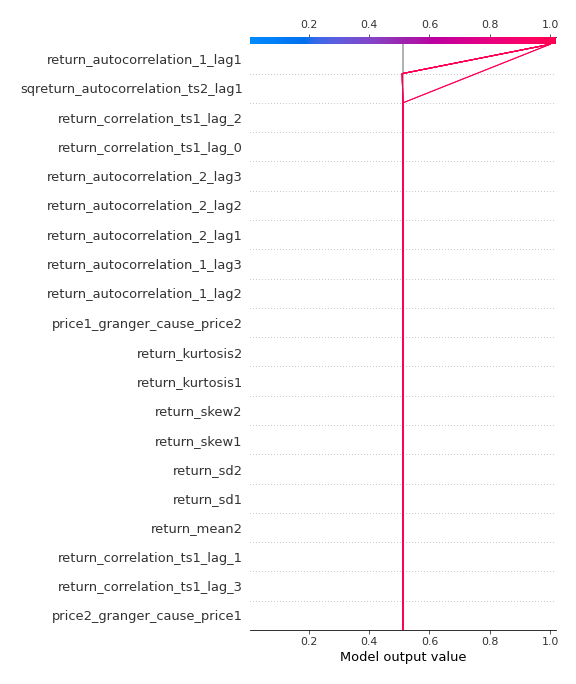 0.2 0.4 0.6 0.8 1.0
return_autocorrelation_1_lag1
sqreturn_autocorrelation_ts2_lag1
return_correlation_ts1_lag_2
return_correlation_ts1_lag_0
return_autocorrelation_2_lag3
return_autocorrelation_2_lag2
return_autocorrelation_2_lag1
return_autocorrelation_1_lag3
return_autocorrelation_1_lag2
price1_granger_cause_price2
return_kurtosis2
return_kurtosis1
return_skew2
return_skew1
return_sd2
return_sd1
return_mean2
return_correlation_ts1_lag_1
return_correlation_ts1_lag_3
price2_granger_cause_price1
0.2 0.4 0.6 0.8 1.0
Model output value